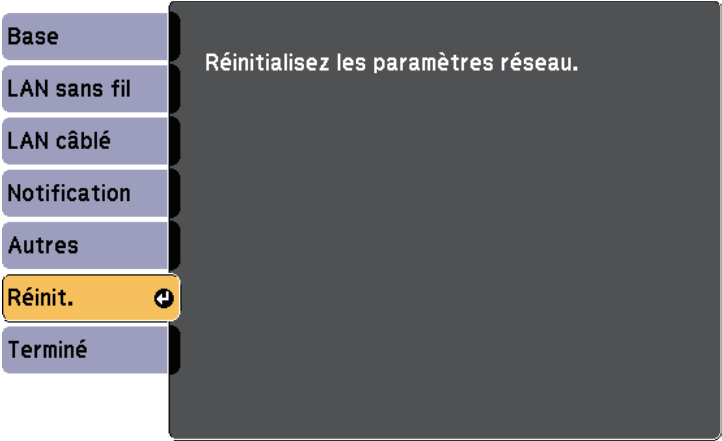 Base
LAN sans fil
LAN câblé
Notification
Autres
Réinit.
Terminé
Réinitialisez les paramètres réseau.